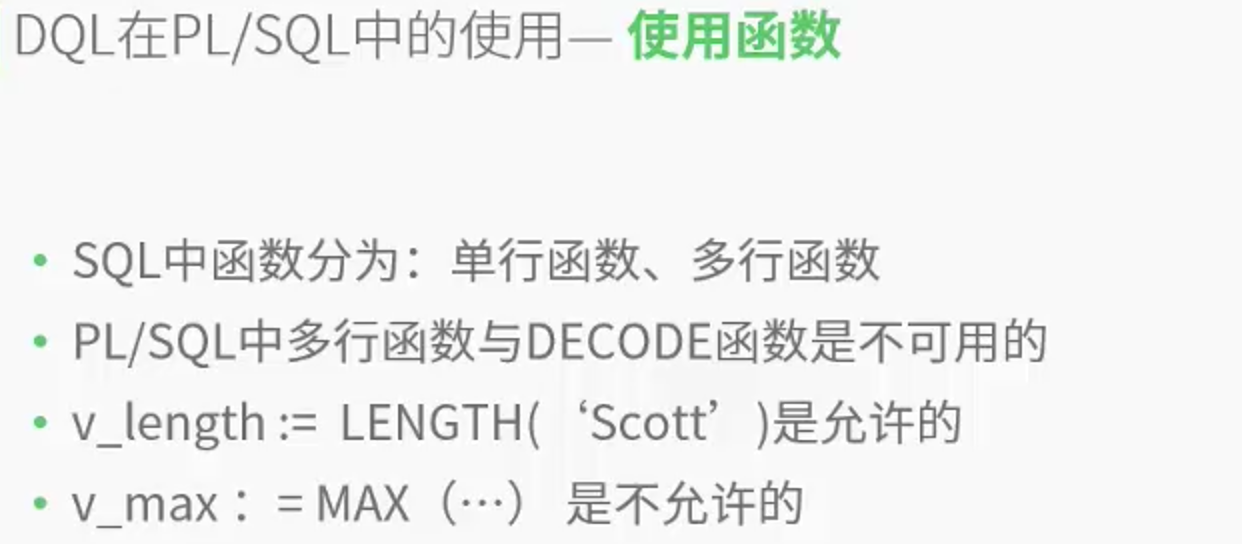 DQL在PL/SQL中的使用— 使用函数
• SQL中函数分为：单行函数、多行函数
• PL/SQL中多行函数与DECODE函数是不可用的
• v_length := LENGTH(‘Scott’)是允许的
• v_max ：= MAX（…） 是不允许的